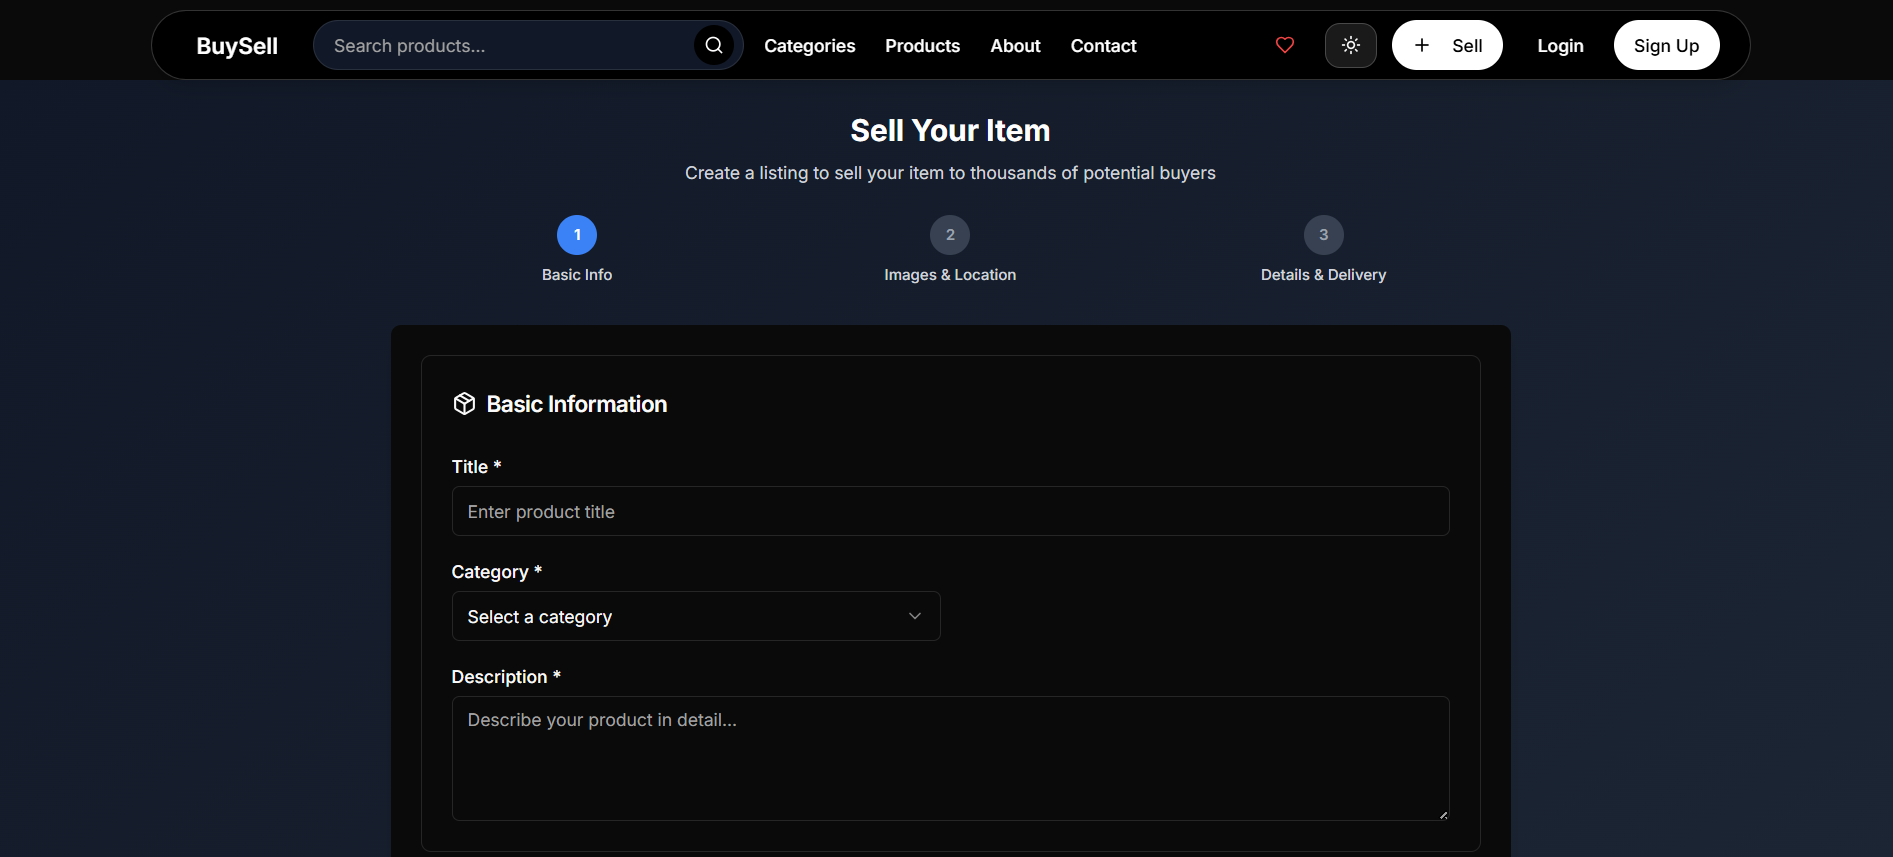 BuySell
Search products...
Categories
Products
About
Contact
Sell
Login
Sign Up
Sell Your Item
Create a listing to sell your item to thousands of potential buyers
1
2
3
Basic Info
Images & Location
Details & Delivery
Basic Information
Title *
Enter product title
Category *
Select a category
Description *
Describe your product in detail...